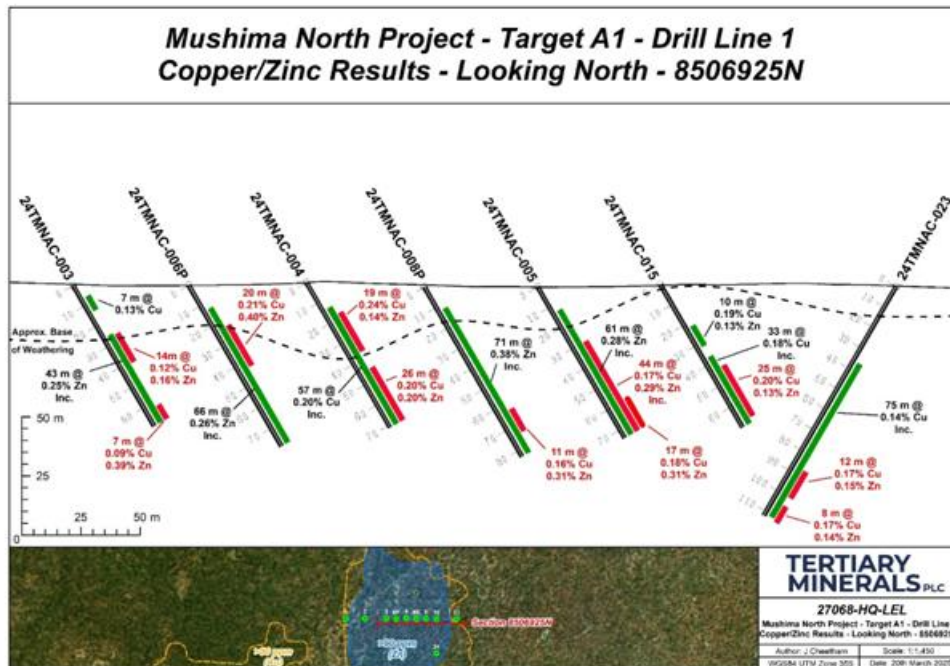 Mushima North Project - Target A1 - Drill Line 1
Copper/Zinc Results - Looking North - 8506925N
24TMNAC-003
24TMNAC-006P
24TMNAC-004
24TMNAC-008P
24TMNAC-005
24TMNAC-015
24TMNAC-023
Approx. Base
of Weathering
7 m @
0.13% Cu
14m @
0.12% Cu
0.16% Zn
43 m @
0.25% Zn
Inc.
7 m @
0.09% Cu
0.39% Zn
20 m @
0.21% Cu
0.40% Zn
66 m @
0.26% Zn
Inc.
19 m @
0.24% Cu
0.14% Zn
57 m @
0.20% Cu
Inc.
26 m @
0.20% Cu
0.20% Zn
71 m @
0.38% Zn
Inc.
11 m @
0.16% Cu
0.31% Zn
61 m @
0.28% Zn
Inc.
44 m @
0.17% Cu
0.29% Zn
Inc.
17 m @
0.18% Cu
0.31% Zn
10 m @
0.19% Cu
0.13% Zn
33 m @
0.18% Cu
Inc.
25 m @
0.20% Cu
0.13% Zn
75 m @
0.14% Cu
Inc.
12 m @
0.17% Cu
0.15% Zn
8 m @
0.17% Cu
0.14% Zn
50 m
25
0
25
50 m
Section 8506925N
TERTIARY
MINERALS PLC
27068-HQ-LEL
Mushima North Project - Target A1 - Drill Line
Copper/Zinc Results - Looking North - 8506925N
Author: J Cheetham
Scale: 1:1,450
Date: 20th March